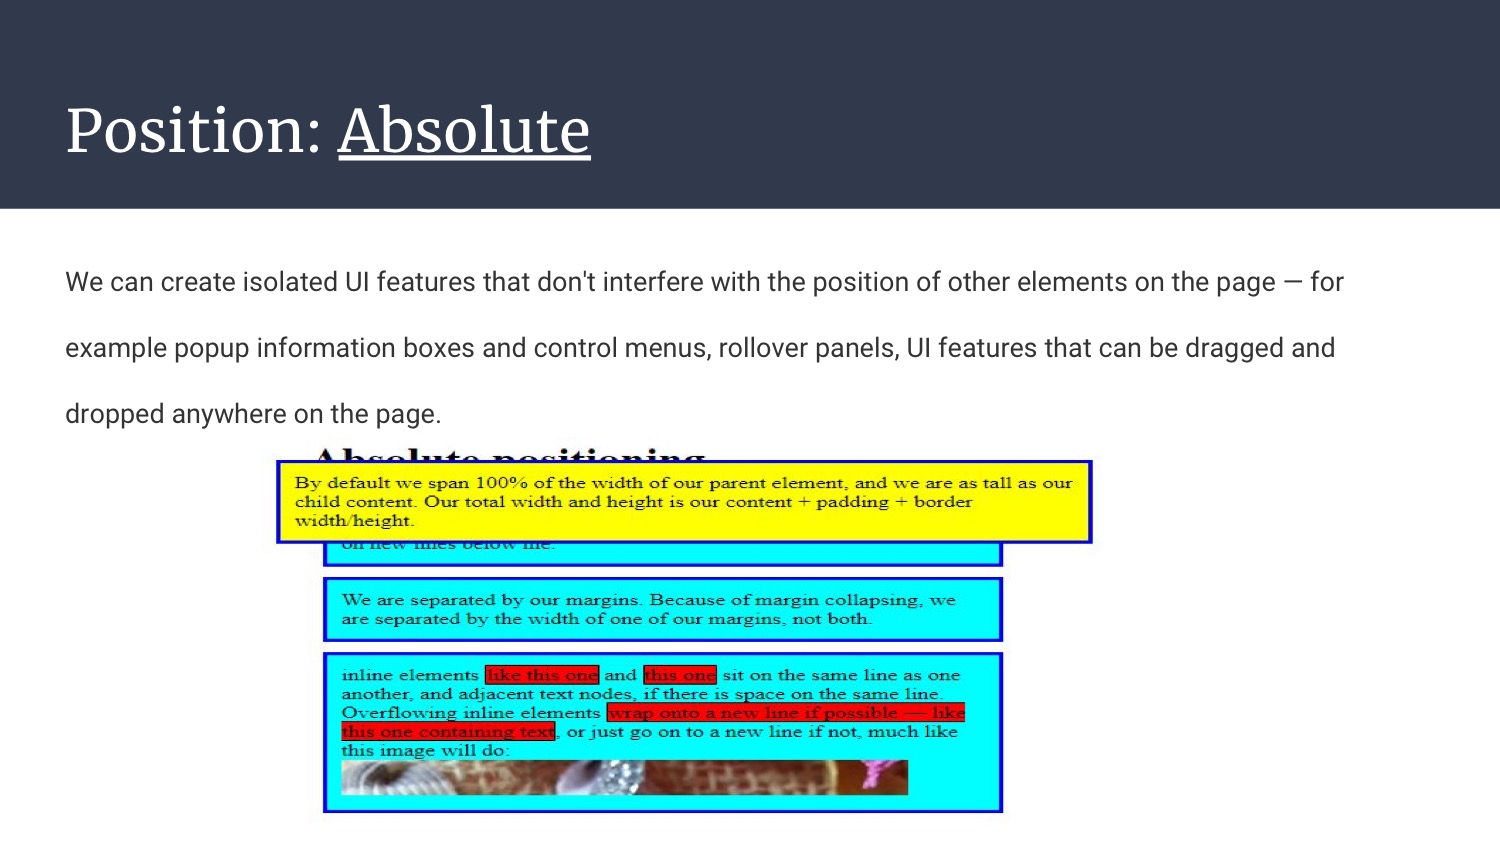 Position: Absolute
We can create isolated UI features that don't interfere with the position of other elements on the page — for
example popup information boxes and control menus, rollover panels, UI features that can be dragged and
dropped anywhere on the page.
Absolute positioning
By default we span 100% of the width of our parent element, and we are as tall as our
child content. Our total width and height is our content + padding + border
width/height.
on new lines below me.
We are separated by our margins. Because of margin collapsing, we
are separated by the width of one of our margins, not both.
inline elements like this one and this one sit on the same line as one
another, and adjacent text nodes, if there is space on the same line.
Overflowing inline elements wrap onto a new line if possible — like
this one containing text, or just go on to a new line if not, much like
this image will do: